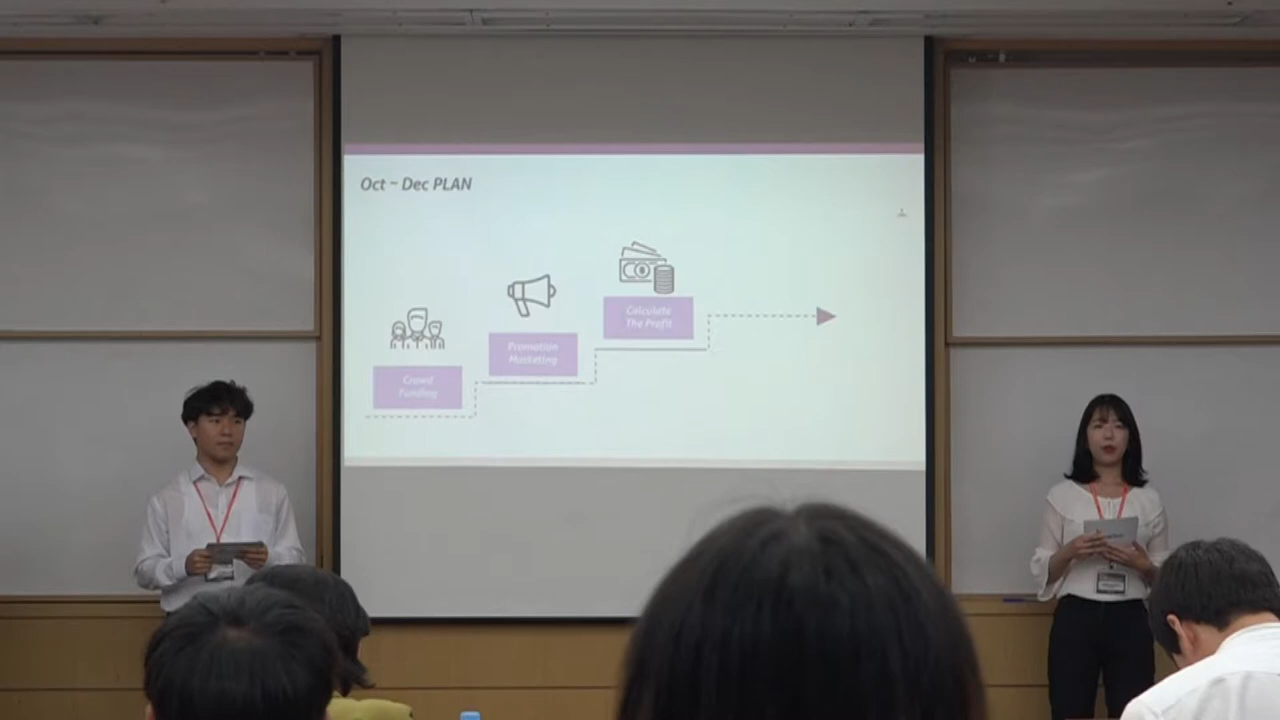 Oct ~ Dec PLAN
Calculate
The Profit
Promotion
Marketing
Crowd
Funding